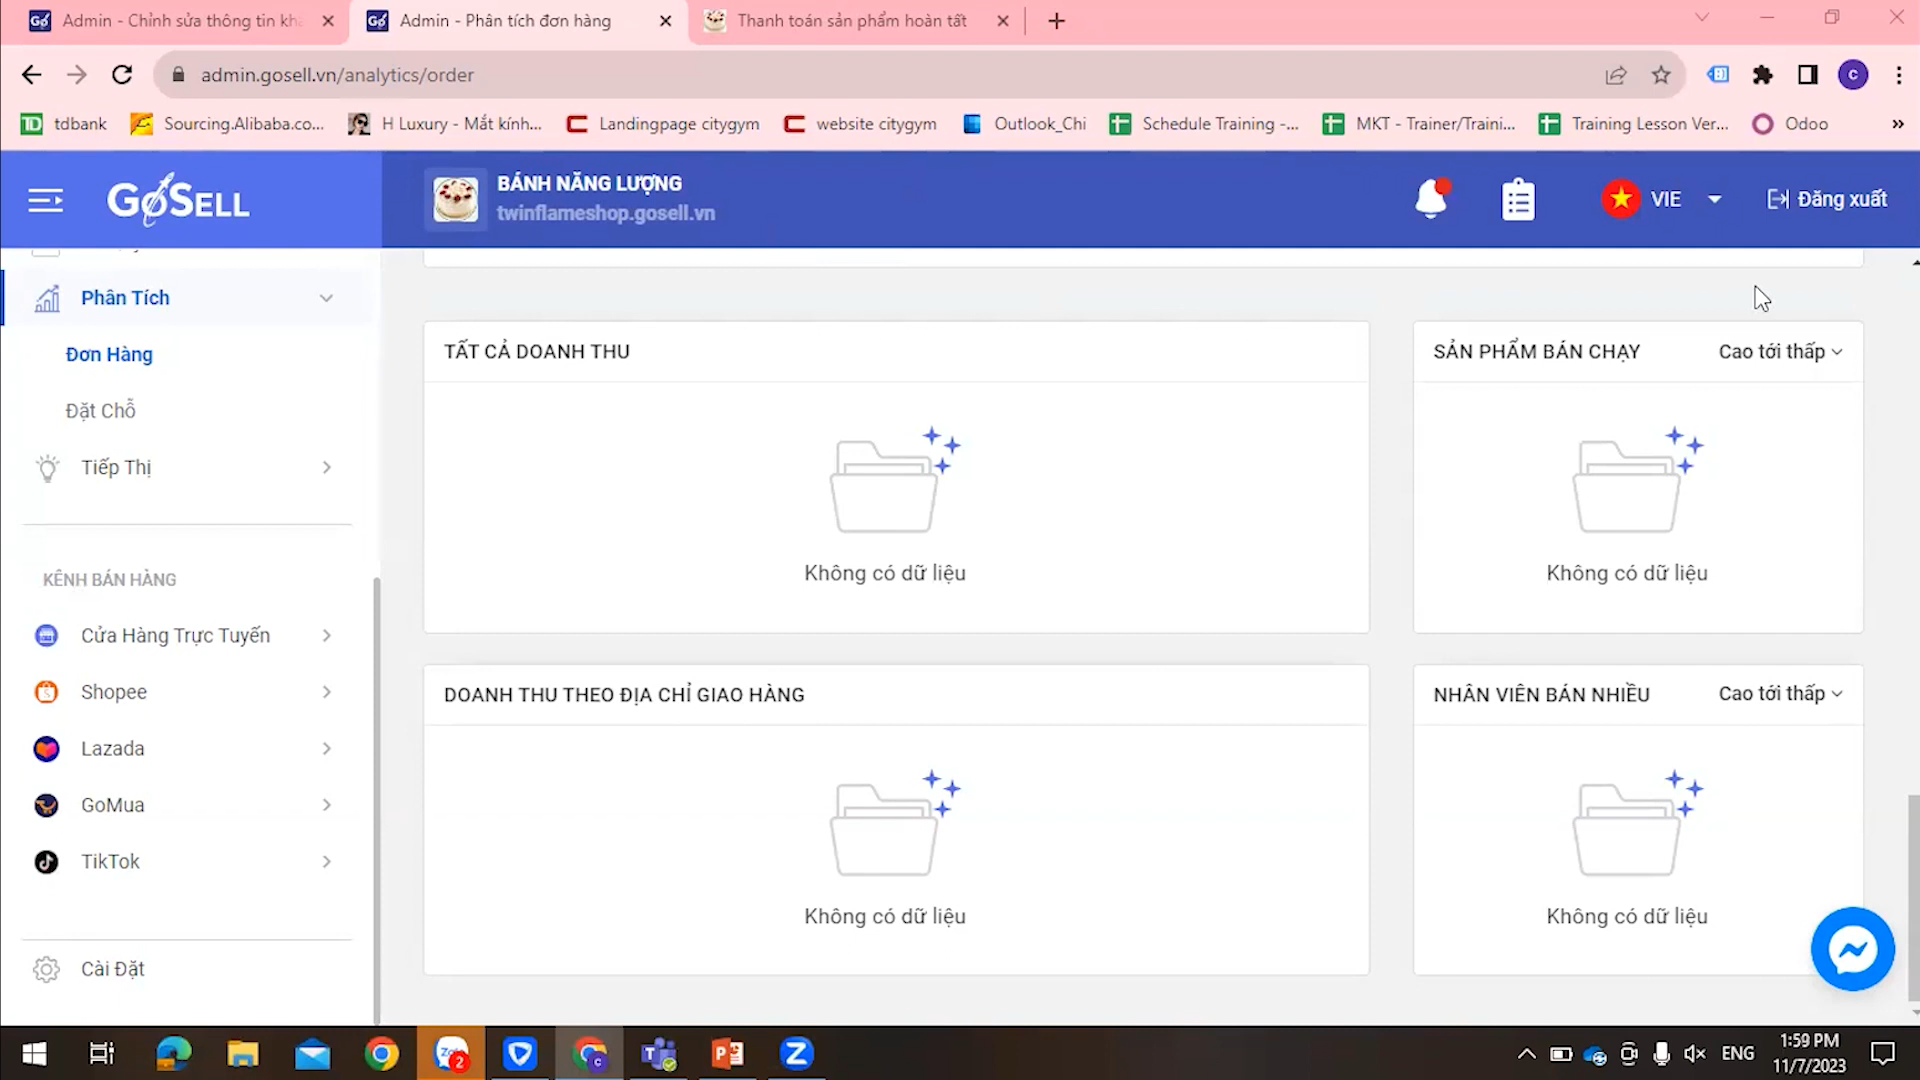 Admin - Chỉnh sửa thông tin khá
Admin - Phân tích đơn hàng
Thanh toán sản phẩm hoàn tất
admin.gosell.vn/analytics/order
C
tdbank
Sourcing.Alibaba.co...
H Luxury - Mắt kính...
Landingpage citygym
website citygym
Outlook_Chi
Schedule Training -...
MKT - Trainer/Traini...
Training Lesson Ver...
Odoo
»
GoSELL
BÁNH NĂNG LƯỢNG
twinflameshop.gosell.vn
VIE
Đăng xuất
Phân Tích
Đơn Hàng
Đặt Chỗ
Tiếp Thị
KÊNH BÁN HÀNG
Cửa Hàng Trực Tuyến
Shopee
Lazada
GoMua
TikTok
Cài Đặt
TẤT CẢ DOANH THU
Không có dữ liệu
SẢN PHẨM BÁN CHẠY
Cao tới thấp
Không có dữ liệu
DOANH THU THEO ĐỊA CHỈ GIAO HÀNG
Không có dữ liệu
NHÂN VIÊN BÁN NHIỀU
Cao tới thấp
Không có dữ liệu
ENG
1:59 PM
11/7/2023